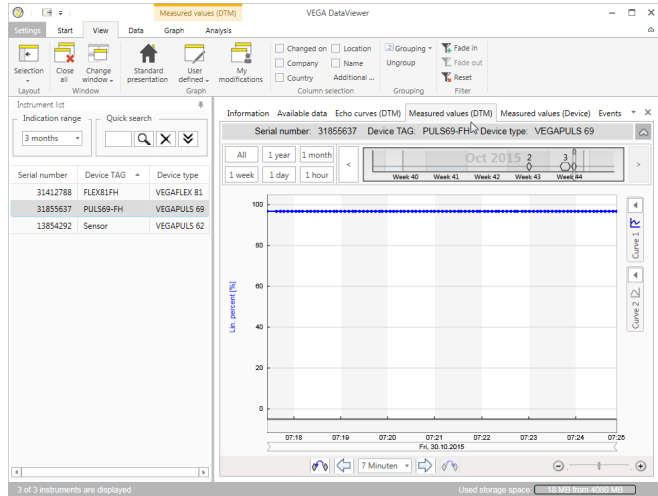 Measured values (DTM)
VEGA DataViewer
Settings Start View Data Graph Analysis
Selection
Close all
Change window
Standard presentation
User defined
My modifications
Changed on Location
Company Name
Country Additional ...
Grouping
Ungroup
Fade in
Fade out
Reset
Layout Window Graph Column selection Grouping Filter
Instrument list
Indication range Quick search
3 months
Serial number Device TAG Device type
31412788 FLEX81FH VEGAFLEX 81
31855637 PULS69-FH VEGAPULS 69
13854292 Sensor VEGAPULS 62
Information Available data Echo curves (DTM) Measured values (DTM) Measured values (Device) Events
Serial number: 31855637 Device TAG: PULS69-FH Device type: VEGAPULS 69
All 1 year 1 month
1 week 1 day 1 hour
< >
Oct 2015 2 3
Week 40 Week 41 Week 42 Week 43 Week 44
100
80
60
40
20
0
Lin. percent [%]
Curve 1
Curve 2
07:18 07:19 07:20 07:21 07:22 07:23 07:24 07:25
Fri, 30.10.2015
7 Minuten
3 of 3 instruments are displayed
Used storage space: 18 MB from 4080 MB